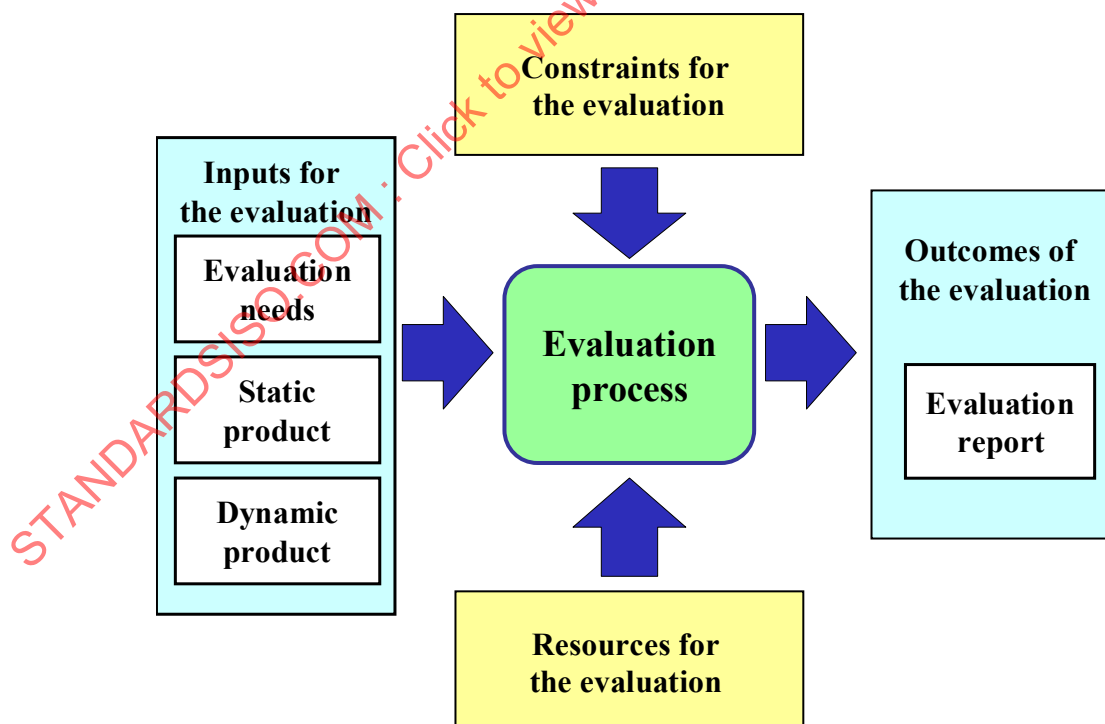 Constraints for
the evaluation
Inputs for
the evaluation
Evaluation
needs
Static
product
Dynamic
product
Evaluation
process
Outcomes of
the evaluation
Evaluation
report
Resources for
the evaluation
STANDARDSISO.COM : Click to view